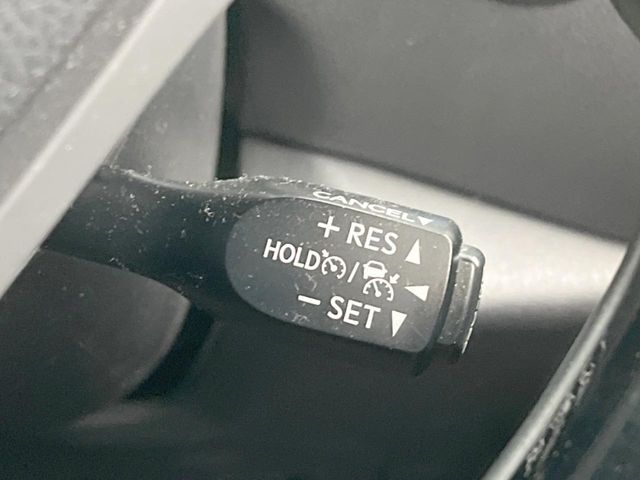 CANCEL▼
+ RES ▲
HOLD / ◄
− SET ▼